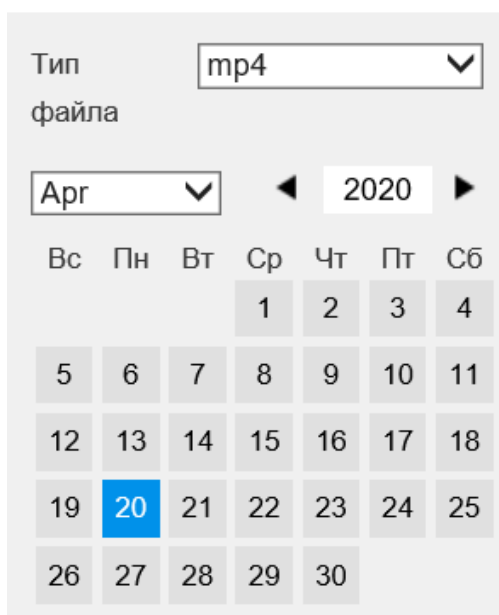 Тип mp4
файла
Apr 2020
Вс Пн Вт Ср Чт Пт Сб
1 2 3 4
5 6 7 8 9 10 11
12 13 14 15 16 17 18
19 20 21 22 23 24 25
26 27 28 29 30